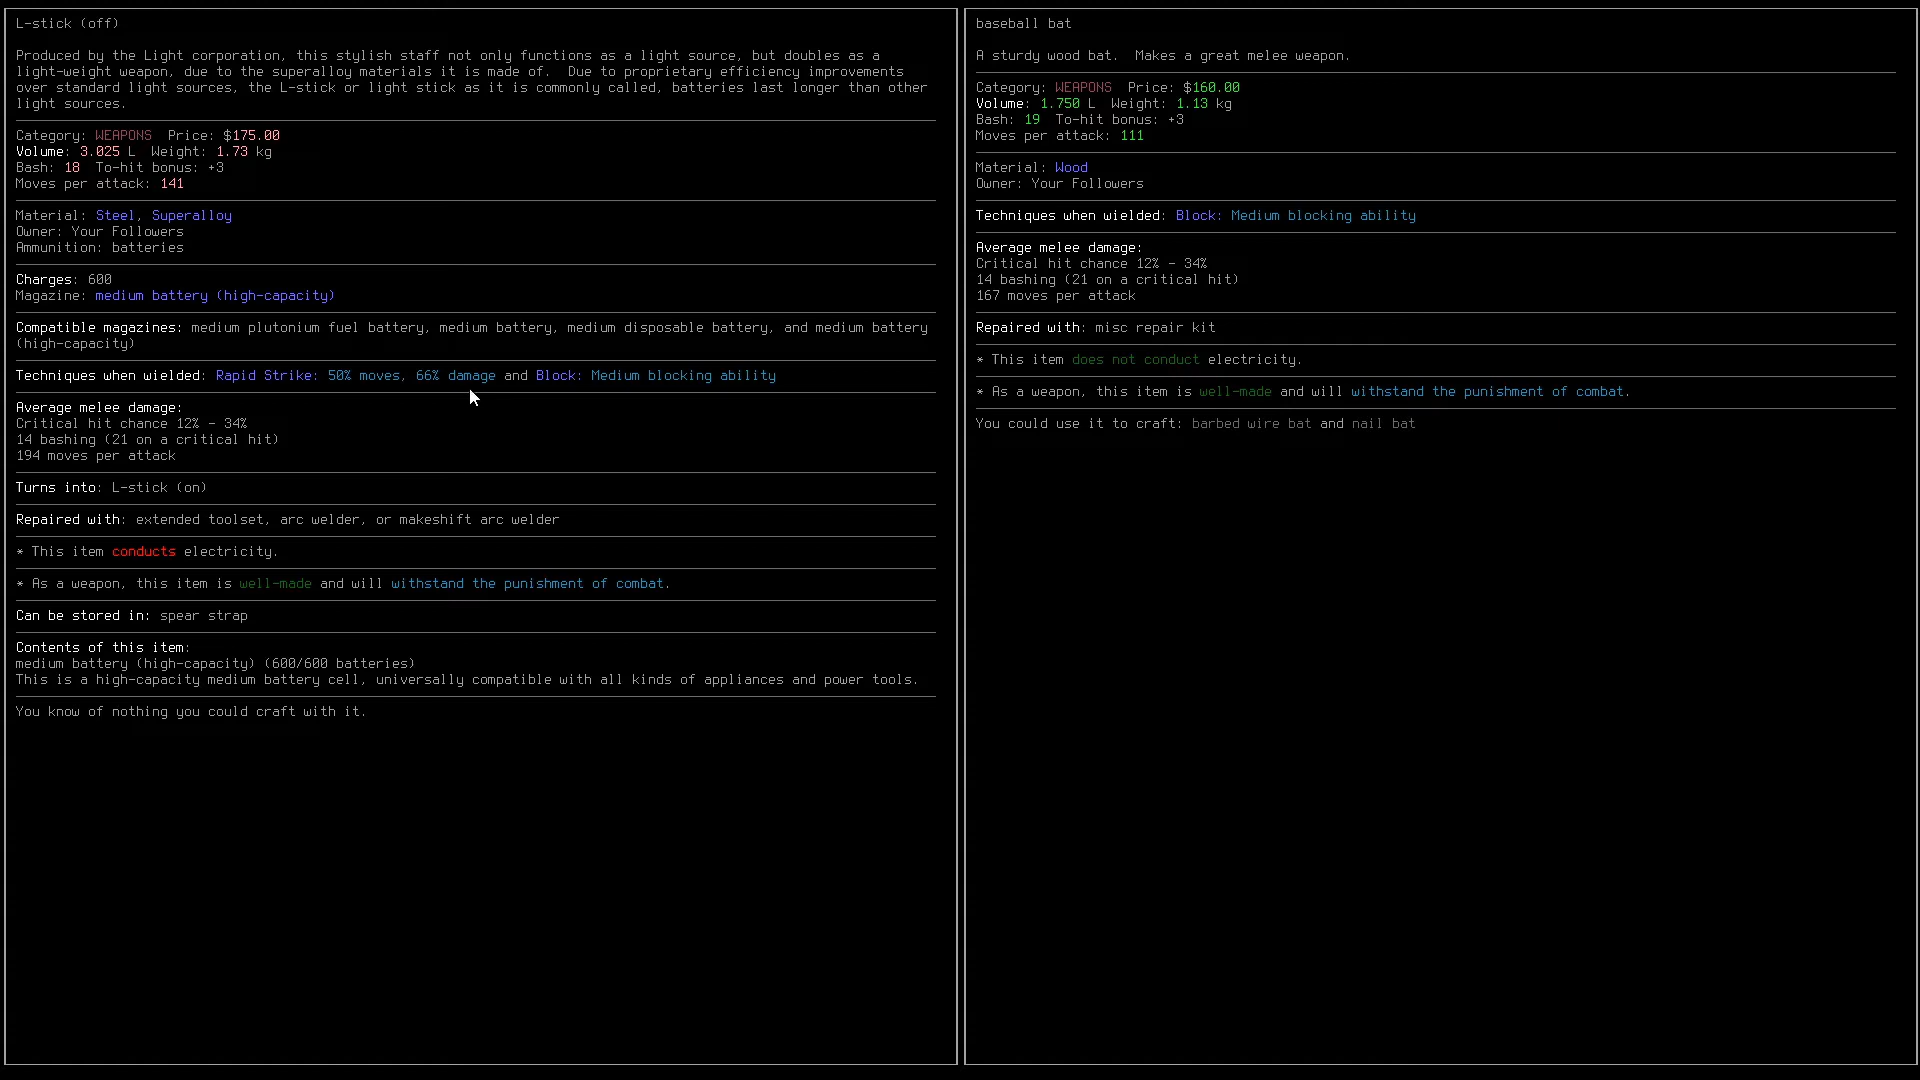 L-stick (off)
Produced by the Light corporation, this stylish staff not only functions as a light source, but doubles as a
light-weight weapon, due to the superalloy materials it is made of.  Due to proprietary efficiency improvements
over standard light sources, the L-stick or light stick as it is commonly called, batteries last longer than other
light sources.
Category: WEAPONS  Price: $175.00
Volume: 3.025 L  Weight: 1.73 kg
Bash: 18  To-hit bonus: +3
Moves per attack: 141
Material: Steel, Superalloy
Owner: Your Followers
Ammunition: batteries
Charges: 600
Magazine: medium battery (high-capacity)
Compatible magazines: medium plutonium fuel battery, medium battery, medium disposable battery, and medium battery
(high-capacity)
Techniques when wielded: Rapid Strike: 50% moves, 66% damage and Block: Medium blocking ability
Average melee damage:
Critical hit chance 12% - 34%
14 bashing (21 on a critical hit)
194 moves per attack
Turns into: L-stick (on)
Repaired with: extended toolset, arc welder, or makeshift arc welder
* This item conducts electricity.
* As a weapon, this item is well-made and will withstand the punishment of combat.
Can be stored in: spear strap
Contents of this item:
medium battery (high-capacity) (600/600 batteries)
This is a high-capacity medium battery cell, universally compatible with all kinds of appliances and power tools.
You know of nothing you could craft with it.
baseball bat
A sturdy wood bat.  Makes a great melee weapon.
Category: WEAPONS  Price: $160.00
Volume: 1.750 L  Weight: 1.13 kg
Bash: 19  To-hit bonus: +3
Moves per attack: 111
Material: Wood
Owner: Your Followers
Techniques when wielded: Block: Medium blocking ability
Average melee damage:
Critical hit chance 12% - 34%
14 bashing (21 on a critical hit)
167 moves per attack
Repaired with: misc repair kit
* This item does not conduct electricity.
* As a weapon, this item is well-made and will withstand the punishment of combat.
You could use it to craft: barbed wire bat and nail bat